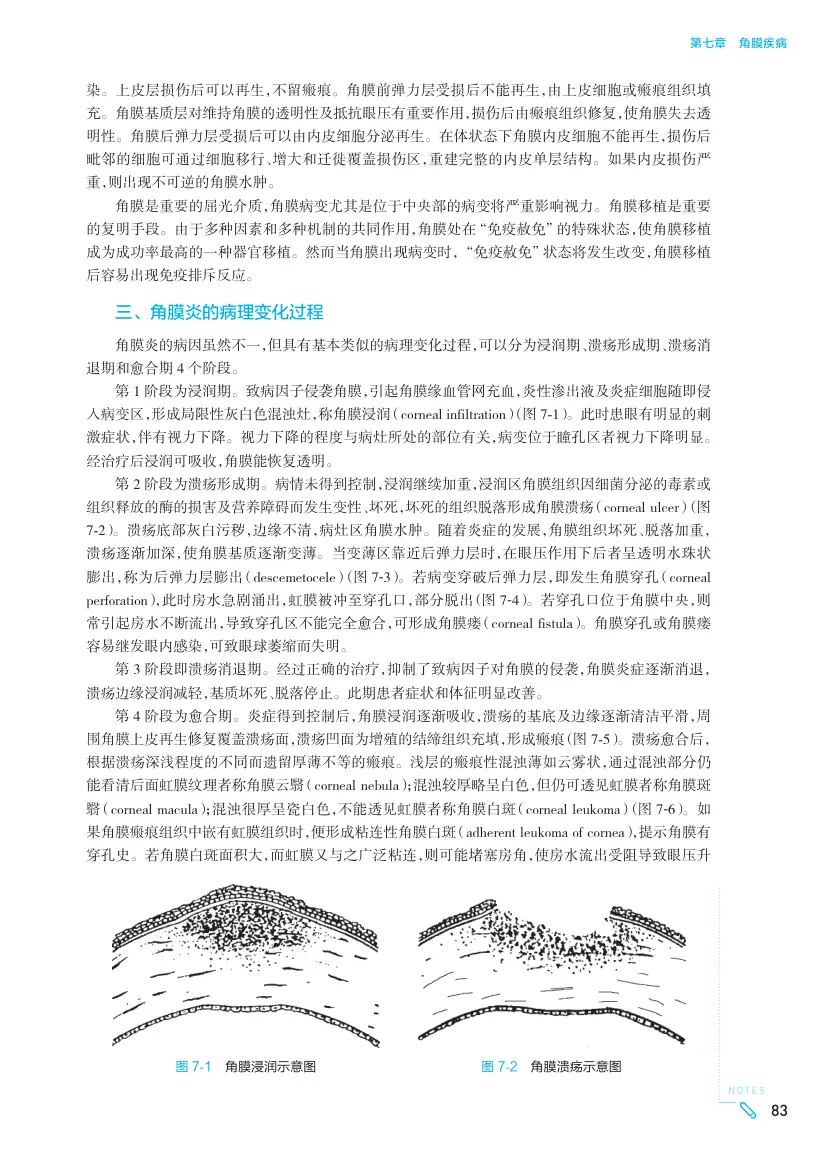 第七章 角膜疾病
染。上皮层损伤后可以再生,不留瘢痕。角膜前弹力层受损后不能再生,由上皮细胞或瘢痕组织填
充。角膜基质层对维持角膜的透明性及抵抗眼压有重要作用,损伤后由瘢痕组织修复,使角膜失去透
明性。角膜后弹力层受损后可以由内皮细胞分泌再生。在体状态下角膜内皮细胞不能再生,损伤后
毗邻的细胞可通过细胞移行、增大和迁徙覆盖损伤区,重建完整的内皮单层结构。如果内皮损伤严
重,则出现不可逆的角膜水肿。
角膜是重要的屈光介质,角膜病变尤其是位于中央部的病变将严重影响视力。角膜移植是重要
的复明手段。由于多种因素和多种机制的共同作用,角膜处在“免疫赦免”的特殊状态,使角膜移植
成为成功率最高的一种器官移植。然而当角膜出现病变时,“免疫赦免”状态将发生改变,角膜移植
后容易出现免疫排斥反应。
三、角膜炎的病理变化过程
角膜炎的病因虽然不一,但具有基本类似的病理变化过程,可以分为浸润期、溃疡形成期、溃疡消
退期和愈合期 4 个阶段。
第 1 阶段为浸润期。致病因子侵袭角膜,引起角膜缘血管网充血,炎性渗出液及炎症细胞随即侵
入病变区,形成局限性灰白色混浊灶,称角膜浸润(corneal infiltration)(图 7-1)。此时患眼有明显的刺
激症状,伴有视力下降。视力下降的程度与病灶所处的部位有关,病变位于瞳孔区者视力下降明显。
经治疗后浸润可吸收,角膜能恢复透明。
第 2 阶段为溃疡形成期。病情未得到控制,浸润继续加重,浸润区角膜组织因细菌分泌的毒素或
组织释放的酶的损害及营养障碍而发生变性、坏死,坏死的组织脱落形成角膜溃疡(corneal ulcer)(图
7-2)。溃疡底部灰白污秽,边缘不清,病灶区角膜水肿。随着炎症的发展,角膜组织坏死、脱落加重,
溃疡逐渐加深,使角膜基质逐渐变薄。当变薄区靠近后弹力层时,在眼压作用下后者呈透明水珠状
膨出,称为后弹力层膨出(descemetocele)(图 7-3)。若病变穿破后弹力层,即发生角膜穿孔(corneal
perforation),此时房水急剧涌出,虹膜被冲至穿孔口,部分脱出(图 7-4)。若穿孔口位于角膜中央,则
常引起房水不断流出,导致穿孔区不能完全愈合,可形成角膜瘘(corneal fistula)。角膜穿孔或角膜瘘
容易继发眼内感染,可致眼球萎缩而失明。
第 3 阶段即溃疡消退期。经过正确的治疗,抑制了致病因子对角膜的侵袭,角膜炎症逐渐消退,
溃疡边缘浸润减轻,基质坏死、脱落停止。此期患者症状和体征明显改善。
第 4 阶段为愈合期。炎症得到控制后,角膜浸润逐渐吸收,溃疡的基底及边缘逐渐清洁平滑,周
围角膜上皮再生修复覆盖溃疡面,溃疡凹面为增殖的结缔组织充填,形成瘢痕(图 7-5)。溃疡愈合后,
根据溃疡深浅程度的不同而遗留厚薄不等的瘢痕。浅层的瘢痕性混浊薄如云雾状,通过混浊部分仍
能看清后面虹膜纹理者称角膜云翳(corneal nebula);混浊较厚略呈白色,但仍可透见虹膜者称角膜斑
翳(corneal macula);混浊很厚呈瓷白色,不能透见虹膜者称角膜白斑(corneal leukoma)(图 7-6)。如
果角膜瘢痕组织中嵌有虹膜组织时,便形成粘连性角膜白斑(adherent leukoma of cornea),提示角膜有
穿孔史。若角膜白斑面积大,而虹膜又与之广泛粘连,则可能堵塞房角,使房水流出受阻导致眼压升
图 7-1 角膜浸润示意图
图 7-2 角膜溃疡示意图
NOTES
83